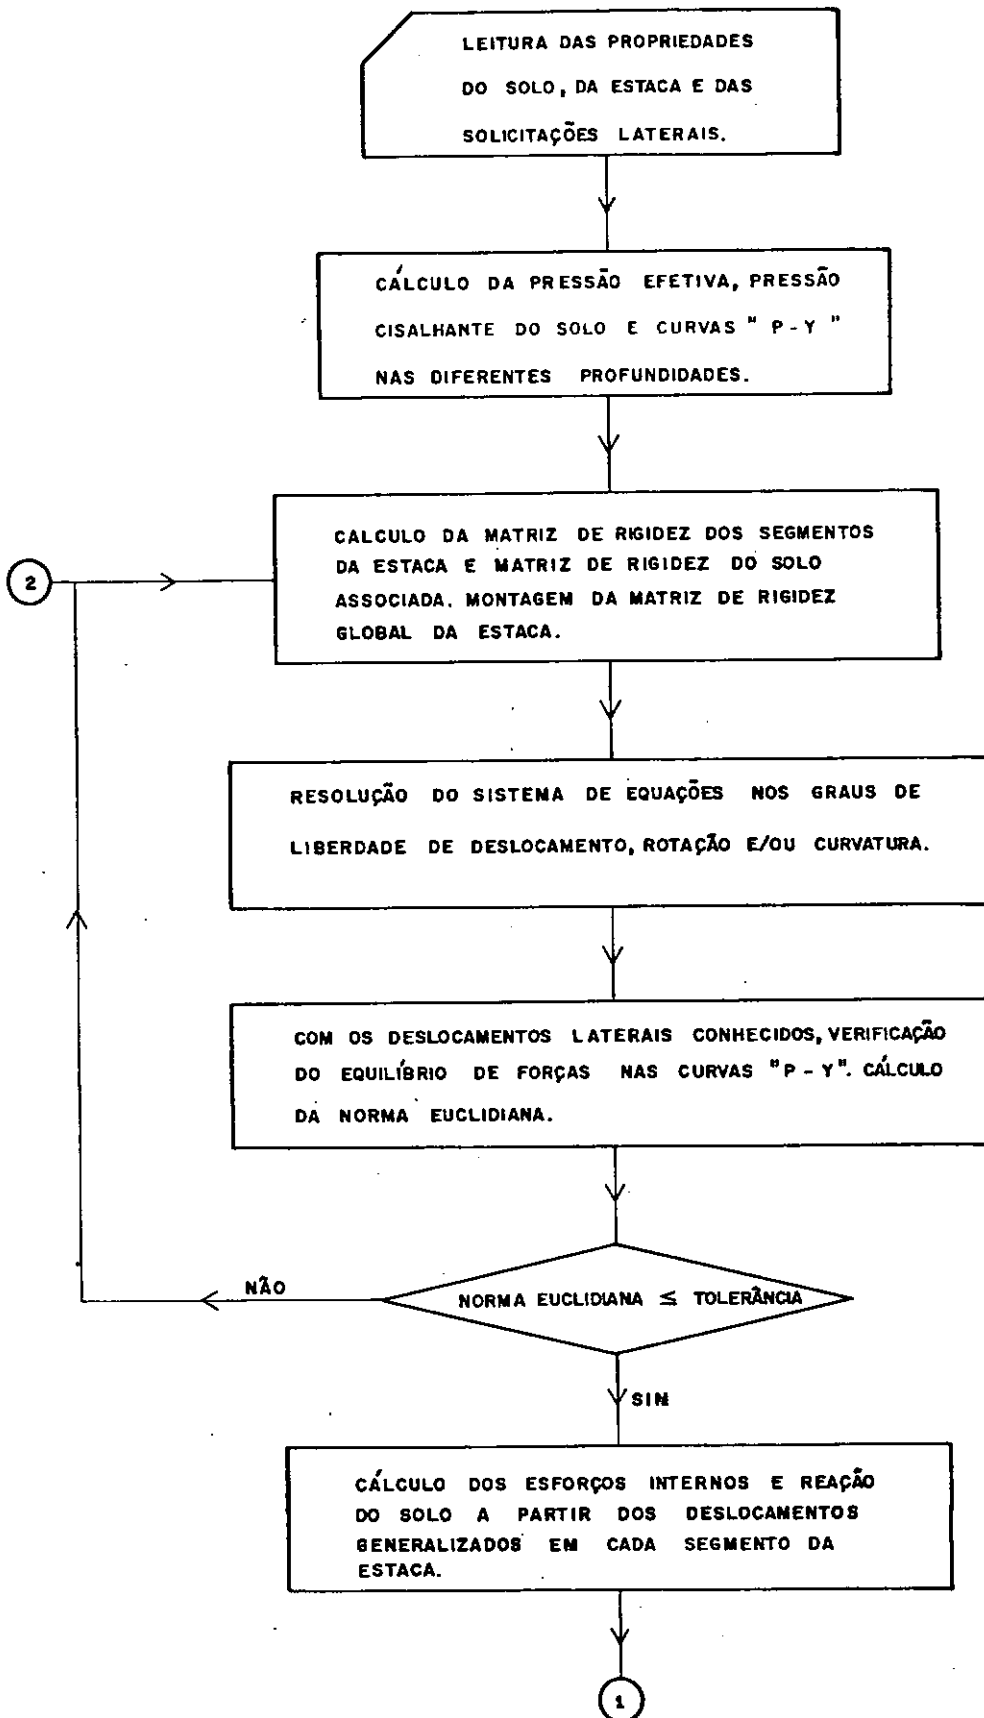 LEITURA DAS PROPRIEDADES
DO SOLO, DA ESTACA E DAS
SOLICITAÇÕES LATERAIS.
CÁLCULO DA PRESSÃO EFETIVA, PRESSÃO
CISALHANTE DO SOLO E CURVAS " P - Y "
NAS DIFERENTES PROFUNDIDADES.
CALCULO DA MATRIZ DE RIGIDEZ DOS SEGMENTOS
DA ESTACA E MATRIZ DE RIGIDEZ DO SOLO
ASSOCIADA. MONTAGEM DA MATRIZ DE RIGIDEZ
GLOBAL DA ESTACA.
2
RESOLUÇÃO DO SISTEMA DE EQUAÇÕES NOS GRAUS DE
LIBERDADE DE DESLOCAMENTO, ROTAÇÃO E/OU CURVATURA.
COM OS DESLOCAMENTOS LATERAIS CONHECIDOS, VERIFICAÇÃO
DO EQUILÍBRIO DE FORÇAS NAS CURVAS "P - Y". CÁLCULO
DA NORMA EUCLIDIANA.
NÃO
NORMA EUCLIDIANA ≤ TOLERÂNCIA
SIM
CÁLCULO DOS ESFORÇOS INTERNOS E REAÇÃO
DO SOLO A PARTIR DOS DESLOCAMENTOS
GENERALIZADOS EM CADA SEGMENTO DA
ESTACA.
1